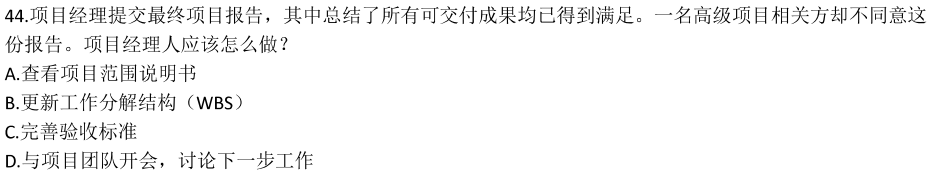 44.项目经理提交最终项目报告，其中总结了所有可交付成果均已得到满足。一名高级项目相关方却不同意这
份报告。项目经理人应该怎么做？
A.查看项目范围说明书
B.更新工作分解结构（WBS）
C.完善验收标准
D.与项目团队开会，讨论下一步工作